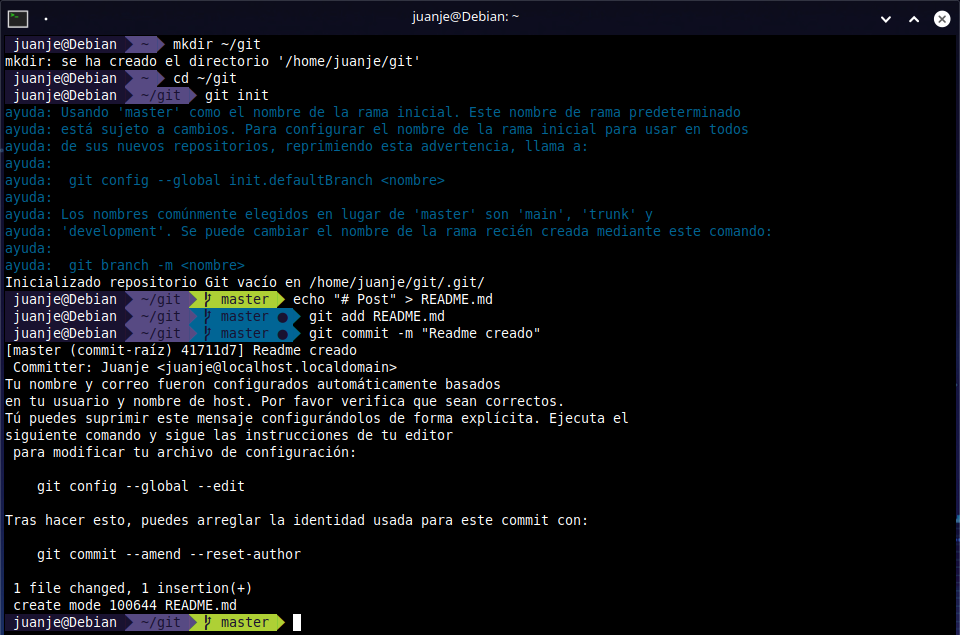 juanje@Debian: ~
juanje@Debian ~ mkdir ~/git
mkdir: se ha creado el directorio '/home/juanje/git'
juanje@Debian ~ cd ~/git
juanje@Debian ~/git git init
ayuda: Usando 'master' como el nombre de la rama inicial. Este nombre de rama predeterminado
ayuda: está sujeto a cambios. Para configurar el nombre de la rama inicial para usar en todos
ayuda: de sus nuevos repositorios, reprimiendo esta advertencia, llama a:
ayuda:
ayuda:  git config --global init.defaultBranch <nombre>
ayuda:
ayuda: Los nombres comúnmente elegidos en lugar de 'master' son 'main', 'trunk' y
ayuda: 'development'. Se puede cambiar el nombre de la rama recién creada mediante este comando:
ayuda:
ayuda:  git branch -m <nombre>
Inicializado repositorio Git vacío en /home/juanje/git/.git/
juanje@Debian ~/git master echo "# Post" > README.md
juanje@Debian ~/git master ● git add README.md
juanje@Debian ~/git master ● git commit -m "Readme creado"
[master (commit-raíz) 41711d7] Readme creado
 Committer: Juanje <juanje@localhost.localdomain>
Tu nombre y correo fueron configurados automáticamente basados
en tu usuario y nombre de host. Por favor verifica que sean correctos.
Tú puedes suprimir este mensaje configurándolos de forma explícita. Ejecuta el
siguiente comando y sigue las instrucciones de tu editor
 para modificar tu archivo de configuración:
    git config --global --edit
Tras hacer esto, puedes arreglar la identidad usada para este commit con:
    git commit --amend --reset-author
 1 file changed, 1 insertion(+)
 create mode 100644 README.md
juanje@Debian ~/git master